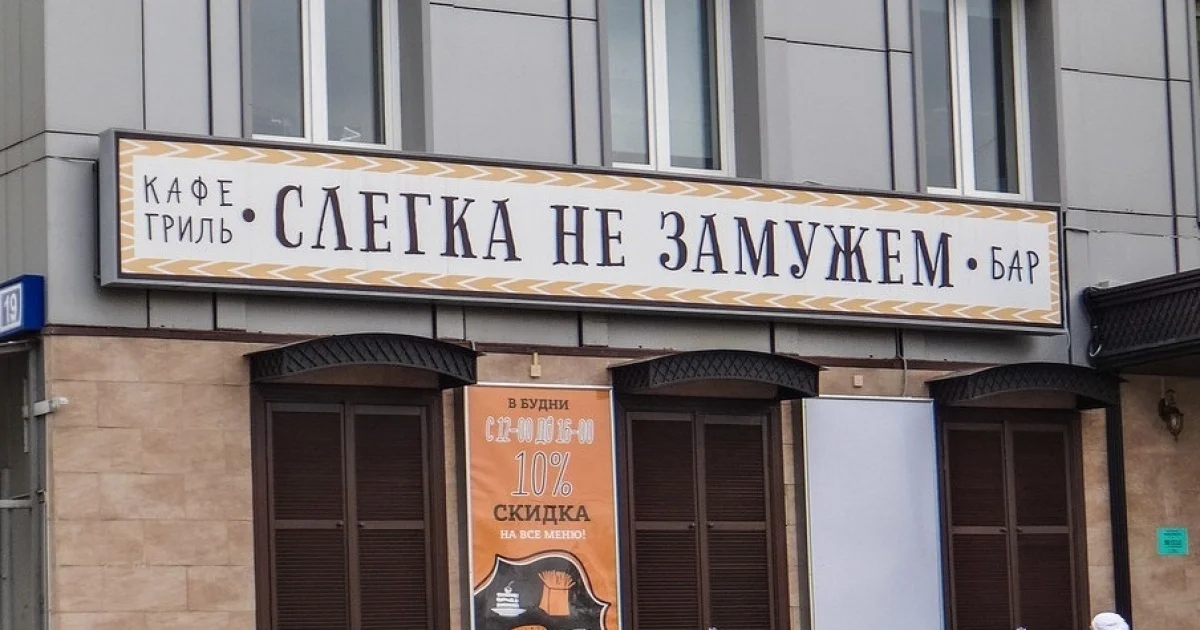 КАФЕ
ГРИЛЬ
• СЛЕГКА НЕ ЗАМУЖЕМ •
БАР
19
В БУДНИ
С 12-00 ДО 16-00
10%
СКИДКА
НА ВСЕ МЕНЮ!